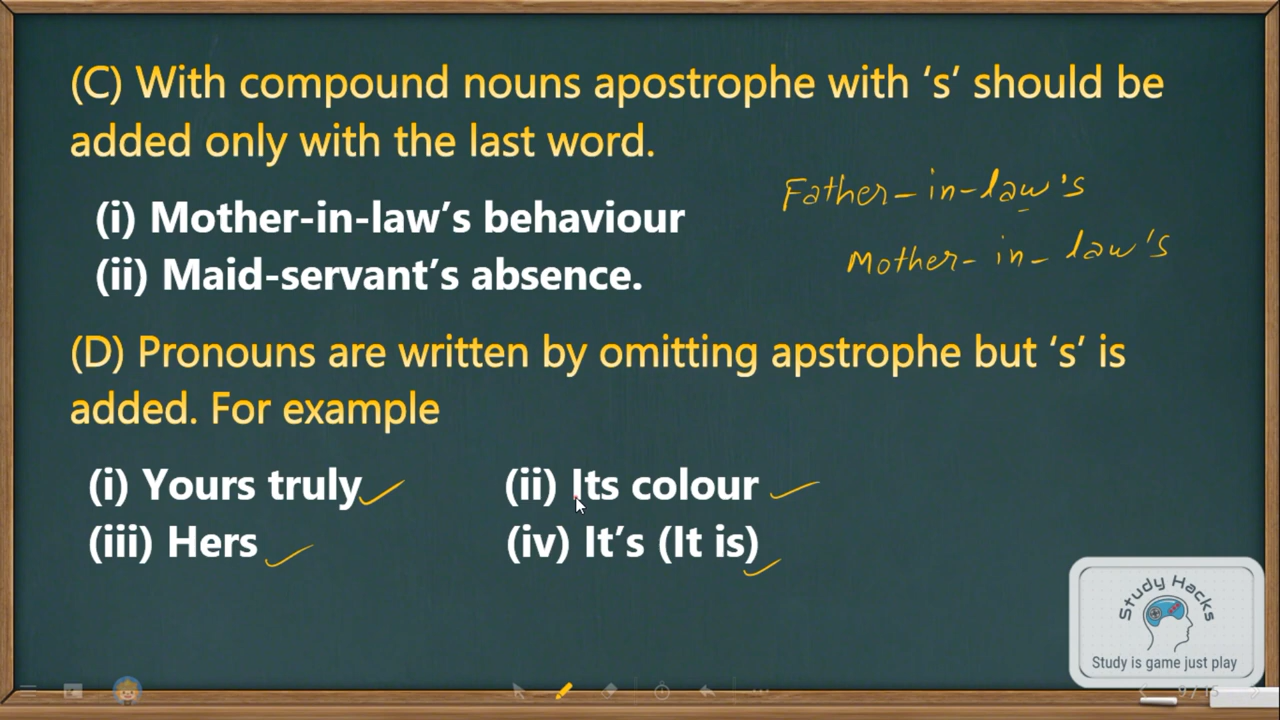 (C) With compound nouns apostrophe with ‘s’ should be
added only with the last word.
Father-in-law's
(i) Mother-in-law’s behaviour
Mother-in-law's
(ii) Maid-servant’s absence.
(D) Pronouns are written by omitting apstrophe but ‘s’ is
added. For example
(i) Yours truly
(ii) Its colour
(iii) Hers
(iv) It’s (It is)
Study Hacks
Study is game just play
9 / 15